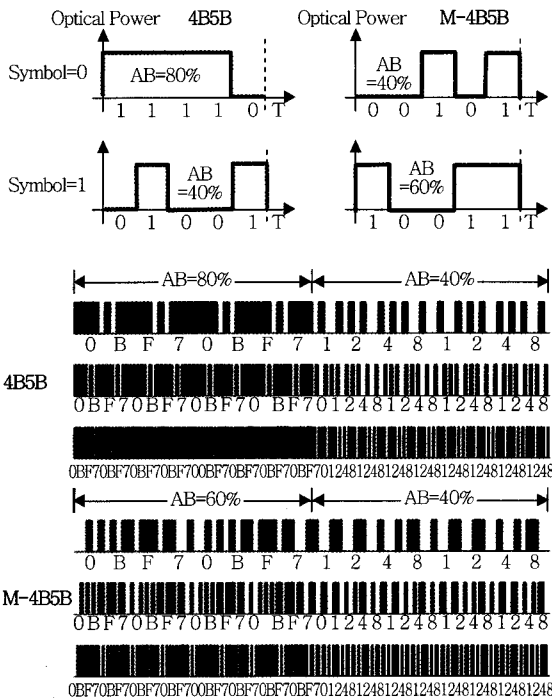 Optical Power 4B5B Optical Power M-4B5B
Symbol=0 AB=80% AB =40%
1 1 1 1 0 T 0 0 1 0 1 T
Symbol=1 AB =40% AB =60%
0 1 0 0 1 T 1 0 0 1 1 T
AB=80% AB=40%
0 B F 7 0 B F 7 1 2 4 8 1 2 4 8
4B5B
0BF70BF70BF70 BF7012481248124812 48
0BF70BF70BF70BF700BF70BF70BF70BF701248124812481248124812481248
AB=60% AB=40%
0 B F 7 0 B F 7 1 2 4 8 1 2 4 8
M-4B5B
0BF70BF70BF70 BF70124812481248 1248
0BF70BF70BF70BF70BF70BF70BF70BF701248124812481248124812481248